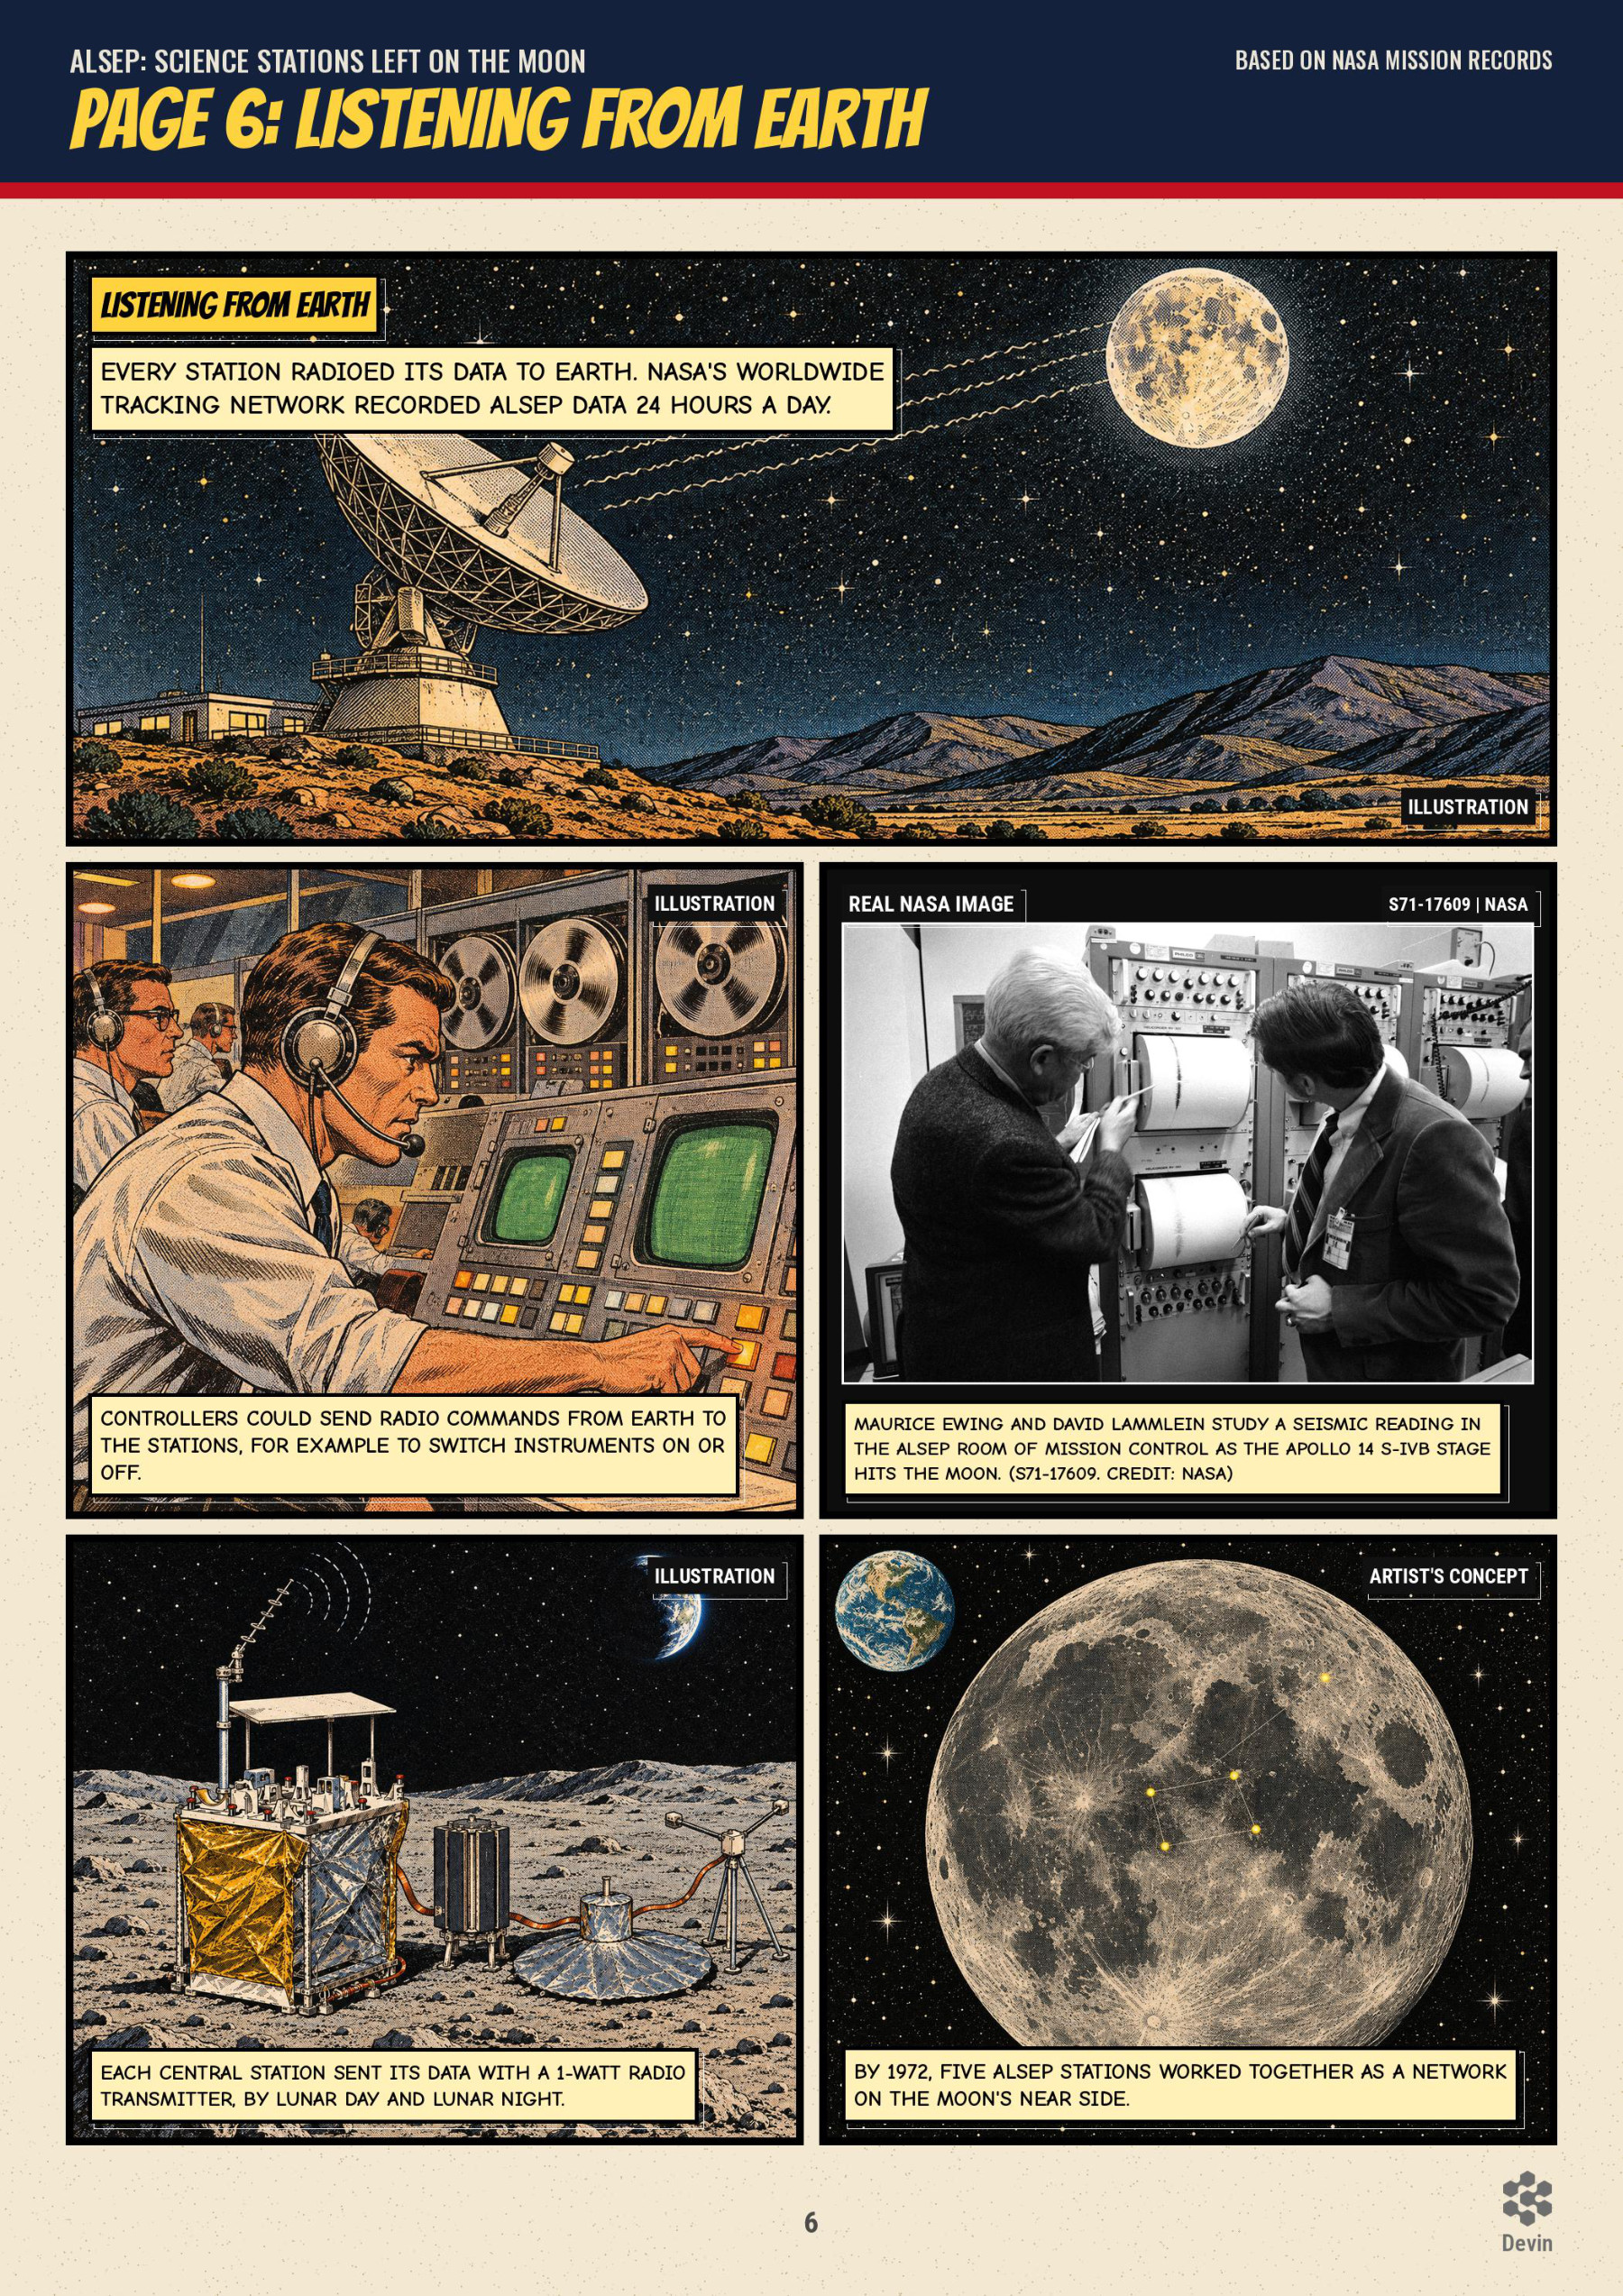 ALSEP: SCIENCE STATIONS LEFT ON THE MOON
BASED ON NASA MISSION RECORDS
PAGE 6: LISTENING FROM EARTH
LISTENING FROM EARTH
EVERY STATION RADIOED ITS DATA TO EARTH. NASA'S WORLDWIDE
TRACKING NETWORK RECORDED ALSEP DATA 24 HOURS A DAY.
ILLUSTRATION
ILLUSTRATION
CONTROLLERS COULD SEND RADIO COMMANDS FROM EARTH TO
THE STATIONS, FOR EXAMPLE TO SWITCH INSTRUMENTS ON OR
OFF.
REAL NASA IMAGE
S71-17609 | NASA
MAURICE EWING AND DAVID LAMMLEIN STUDY A SEISMIC READING IN
THE ALSEP ROOM OF MISSION CONTROL AS THE APOLLO 14 S-IVB STAGE
HITS THE MOON. (S71-17609. CREDIT: NASA)
ILLUSTRATION
EACH CENTRAL STATION SENT ITS DATA WITH A 1-WATT RADIO
TRANSMITTER, BY LUNAR DAY AND LUNAR NIGHT.
ARTIST'S CONCEPT
BY 1972, FIVE ALSEP STATIONS WORKED TOGETHER AS A NETWORK
ON THE MOON'S NEAR SIDE.
6
Devin